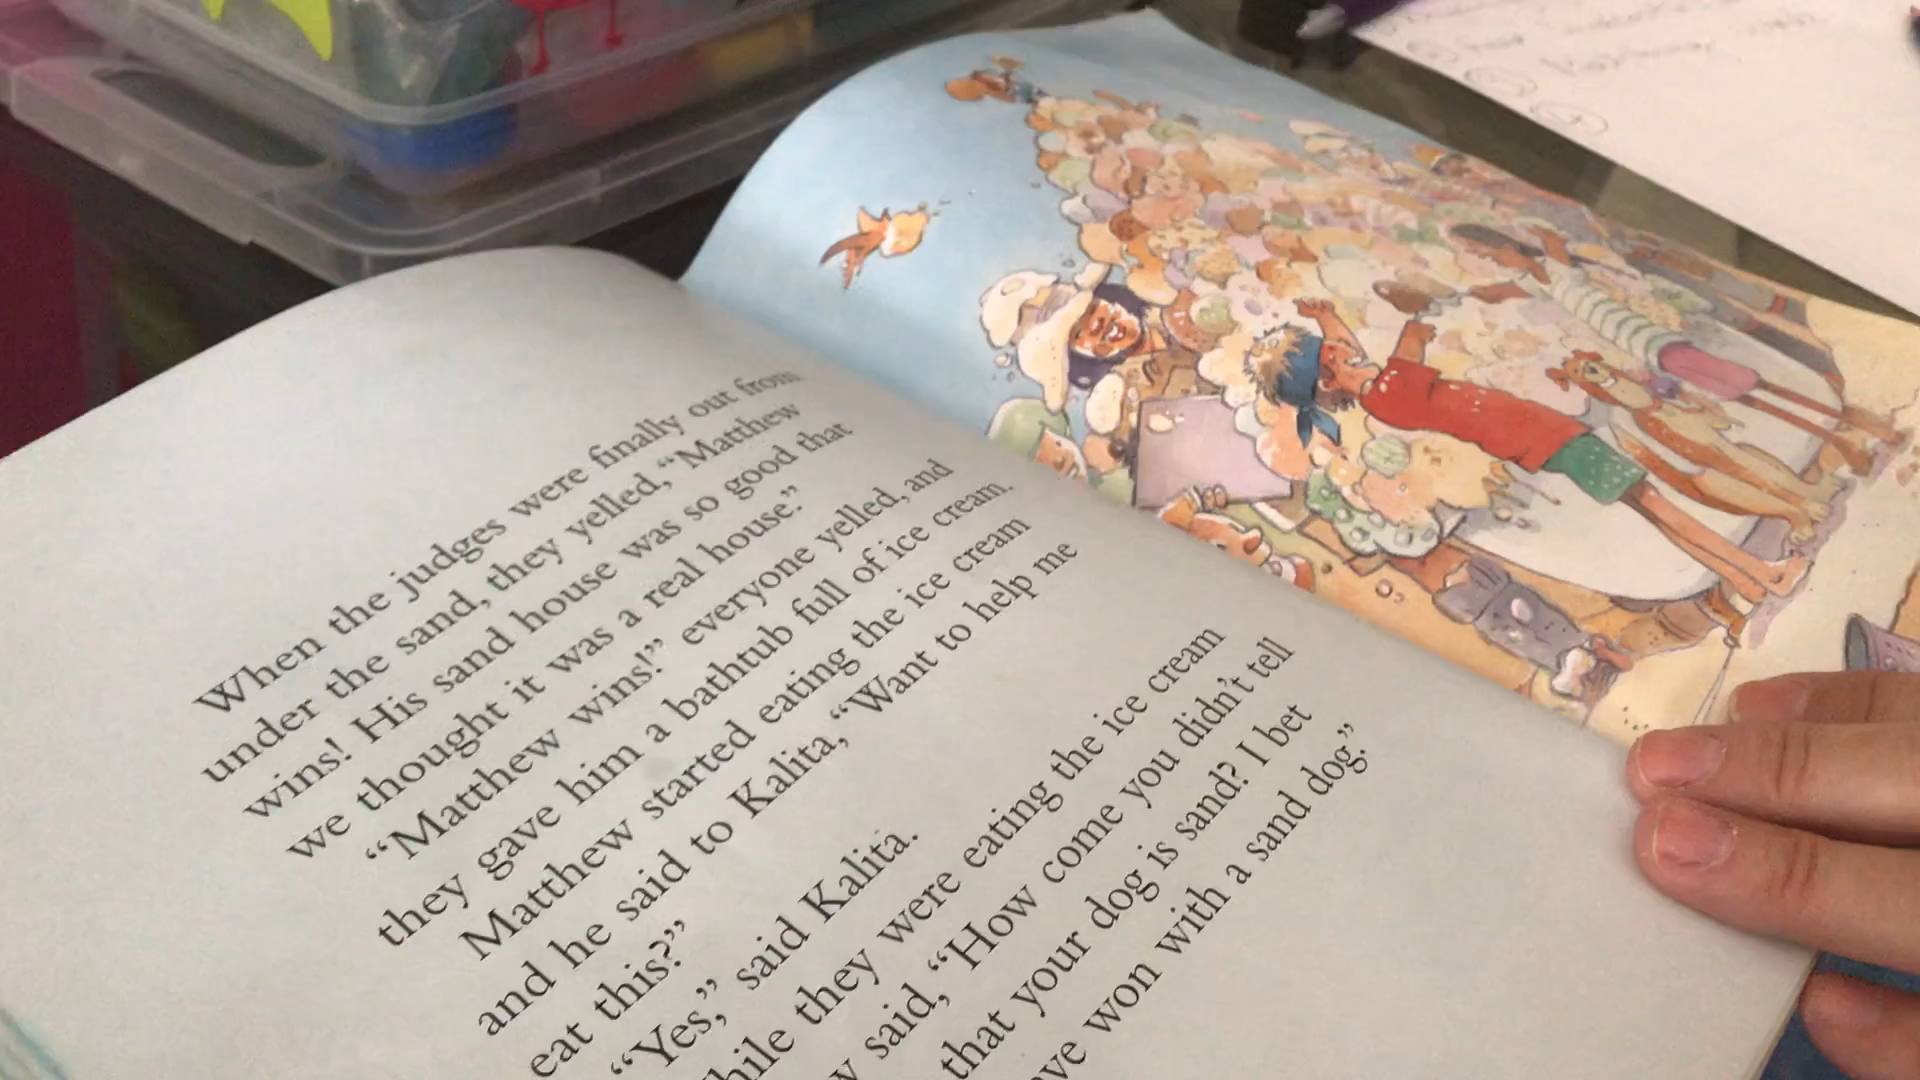 When the judges were finally out from
under the sand, they yelled, “Matthew
wins! His sand house was so good that
we thought it was a real house.”
“Matthew wins!” everyone yelled, and
they gave him a bathtub full of ice cream.
Matthew started eating the ice cream
and he said to Kalita, “Want to help me
eat this?”
“Yes,” said Kalita.
hile they were eating the ice cream
said, “How come you didn’t tell
that your dog is sand? I bet
won with a sand dog.”